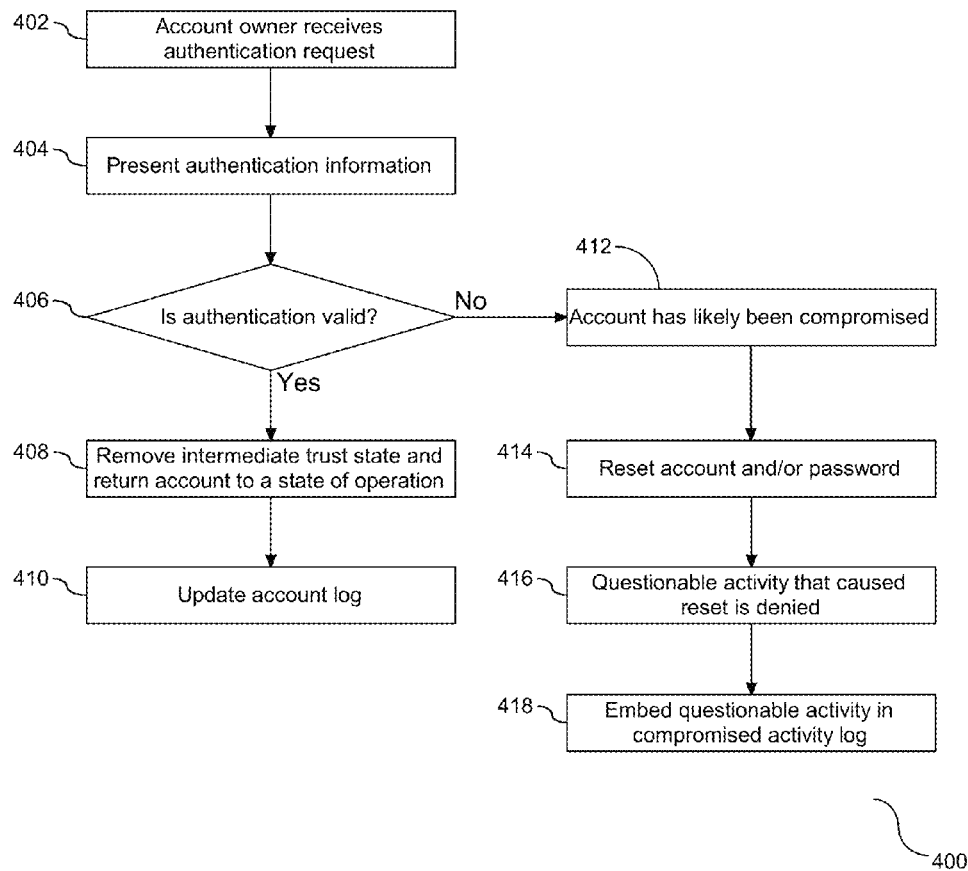 402
Account owner receives
authentication request
404
Present authentication information
406
Is authentication valid?
No
Yes
408
Remove intermediate trust state and
return account to a state of operation
410
Update account log
412
Account has likely been compromised
414
Reset account and/or password
416
Questionable activity that caused
reset is denied
418
Embed questionable activity in
compromised activity log
400